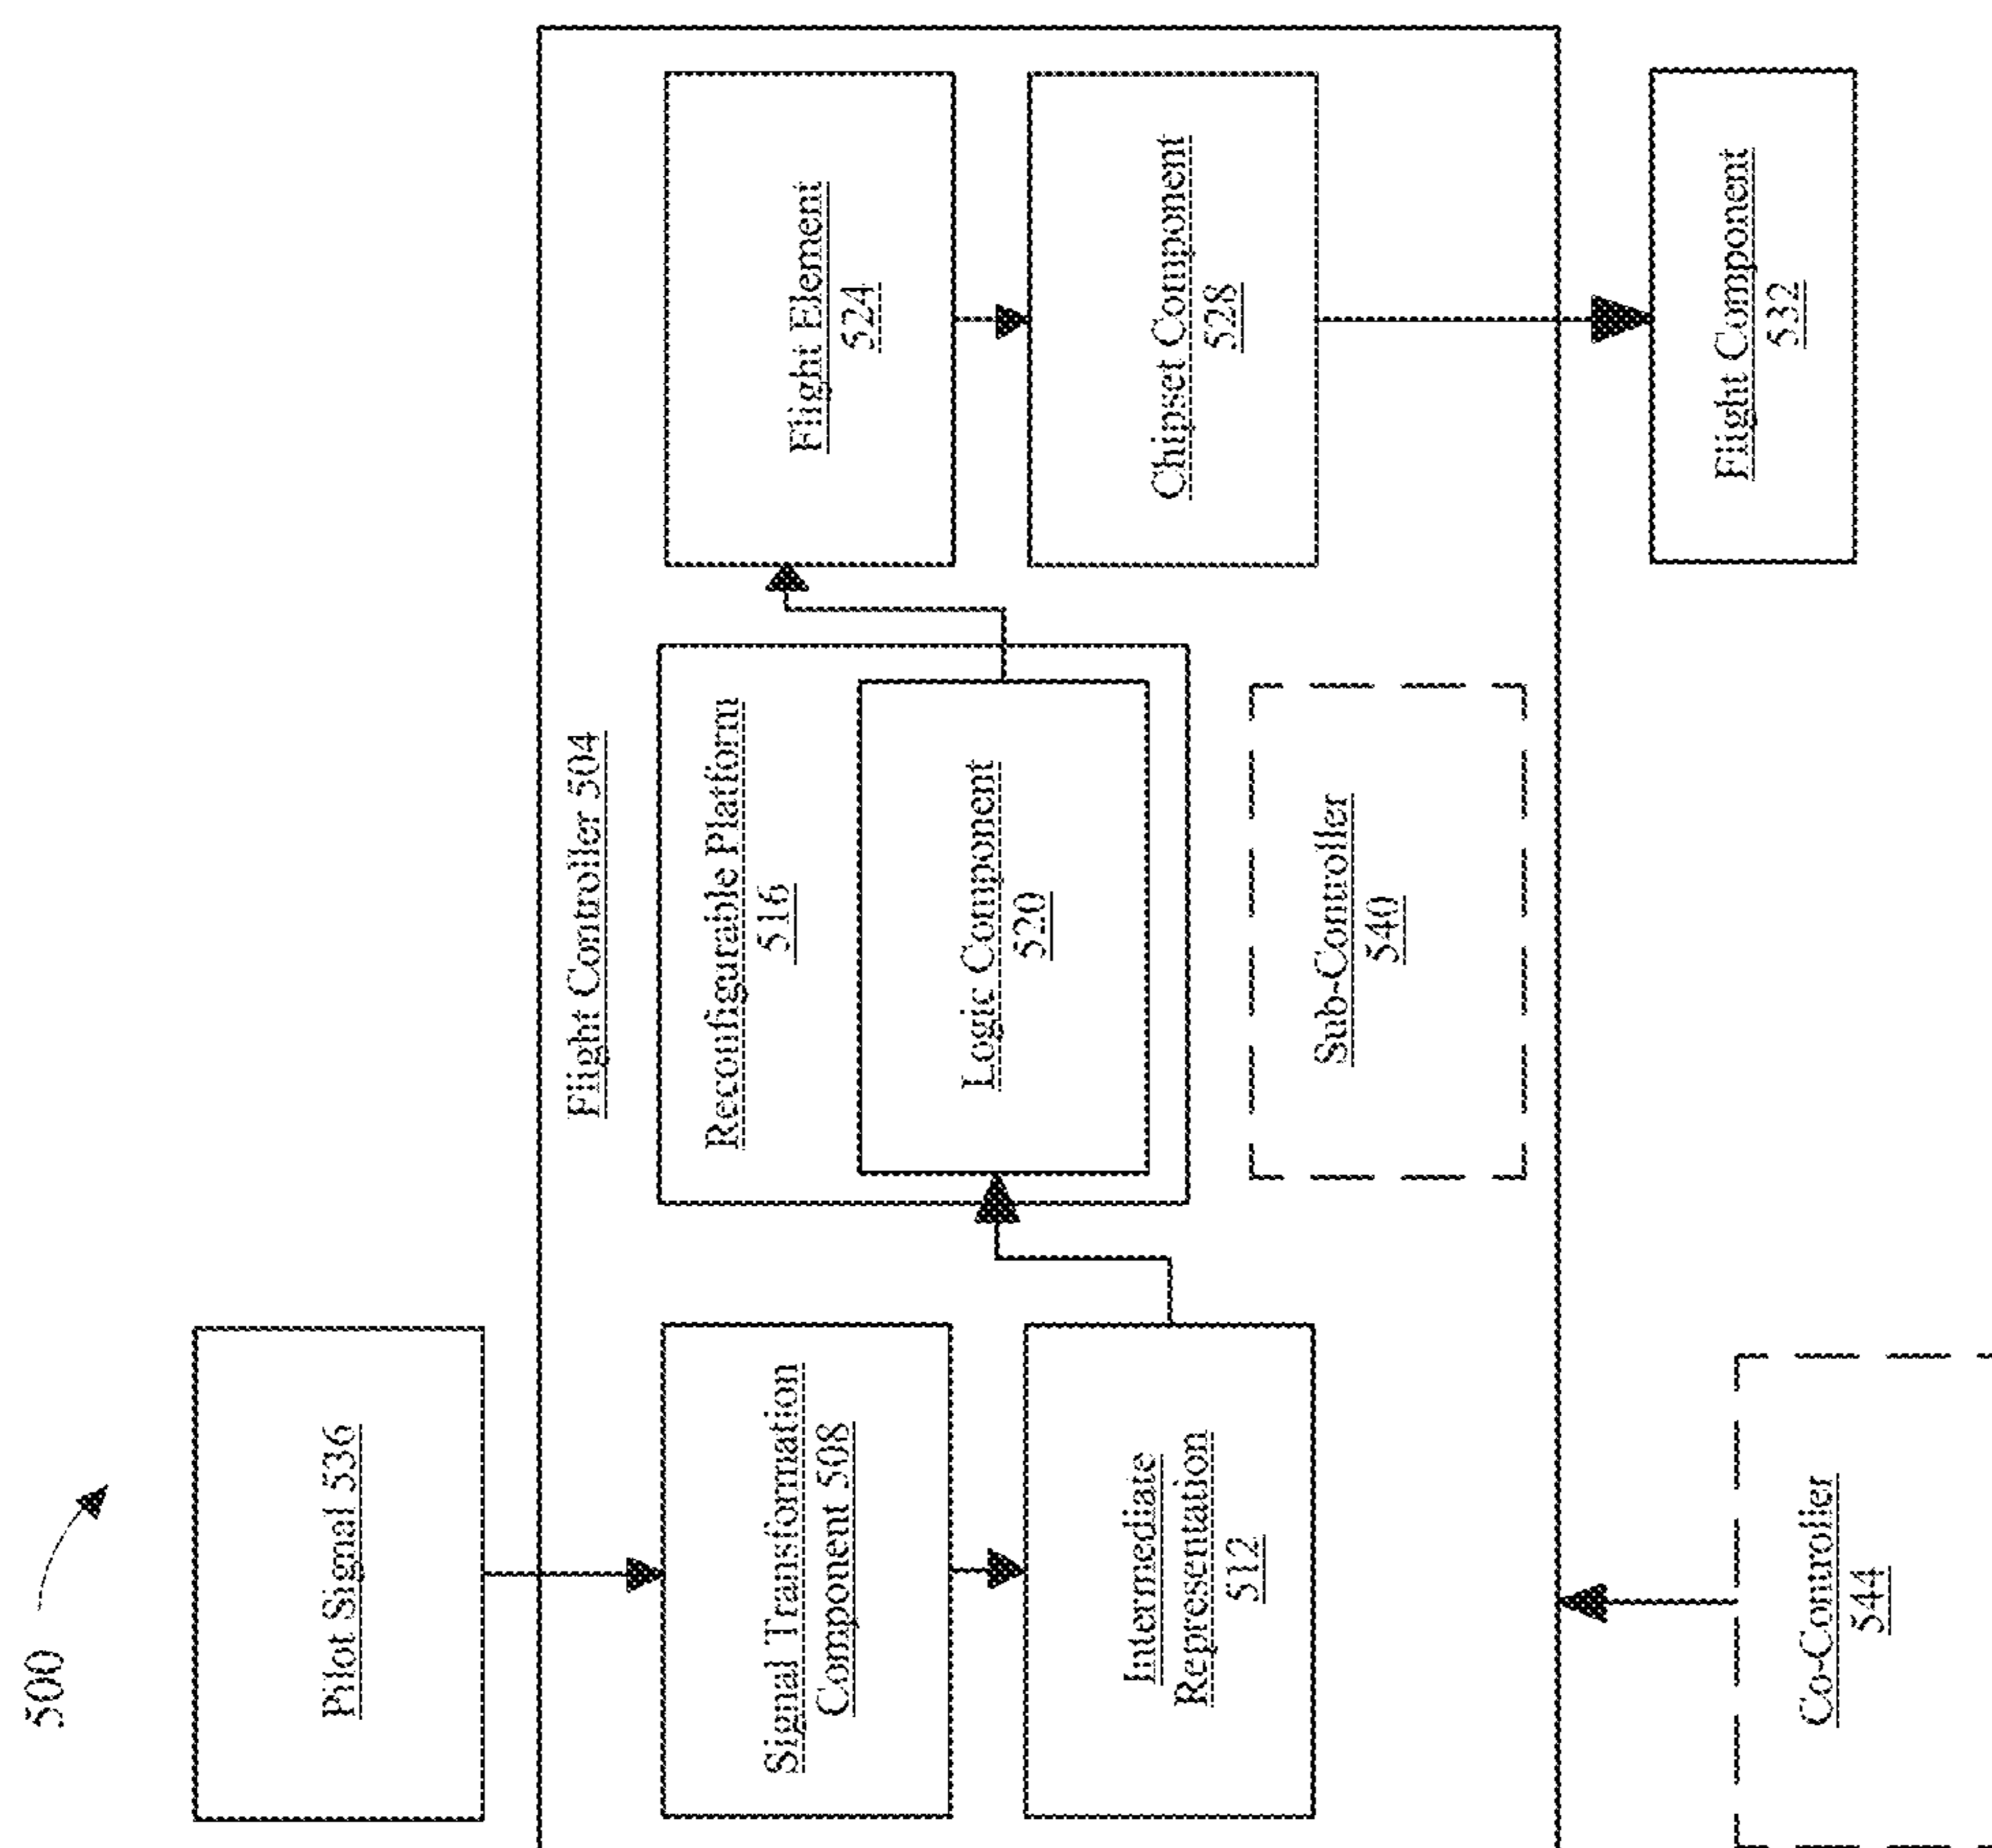 500
Pilot Signal 536
Flight Controller 504
Signal Transformation
Component 508
Intermediate
Representation
512
Reconfigurable Platform
516
Logic Component
520
Sub-Controller
540
Flight Element
524
Chipset Component
528
Co-Controller
544
Flight Component
532